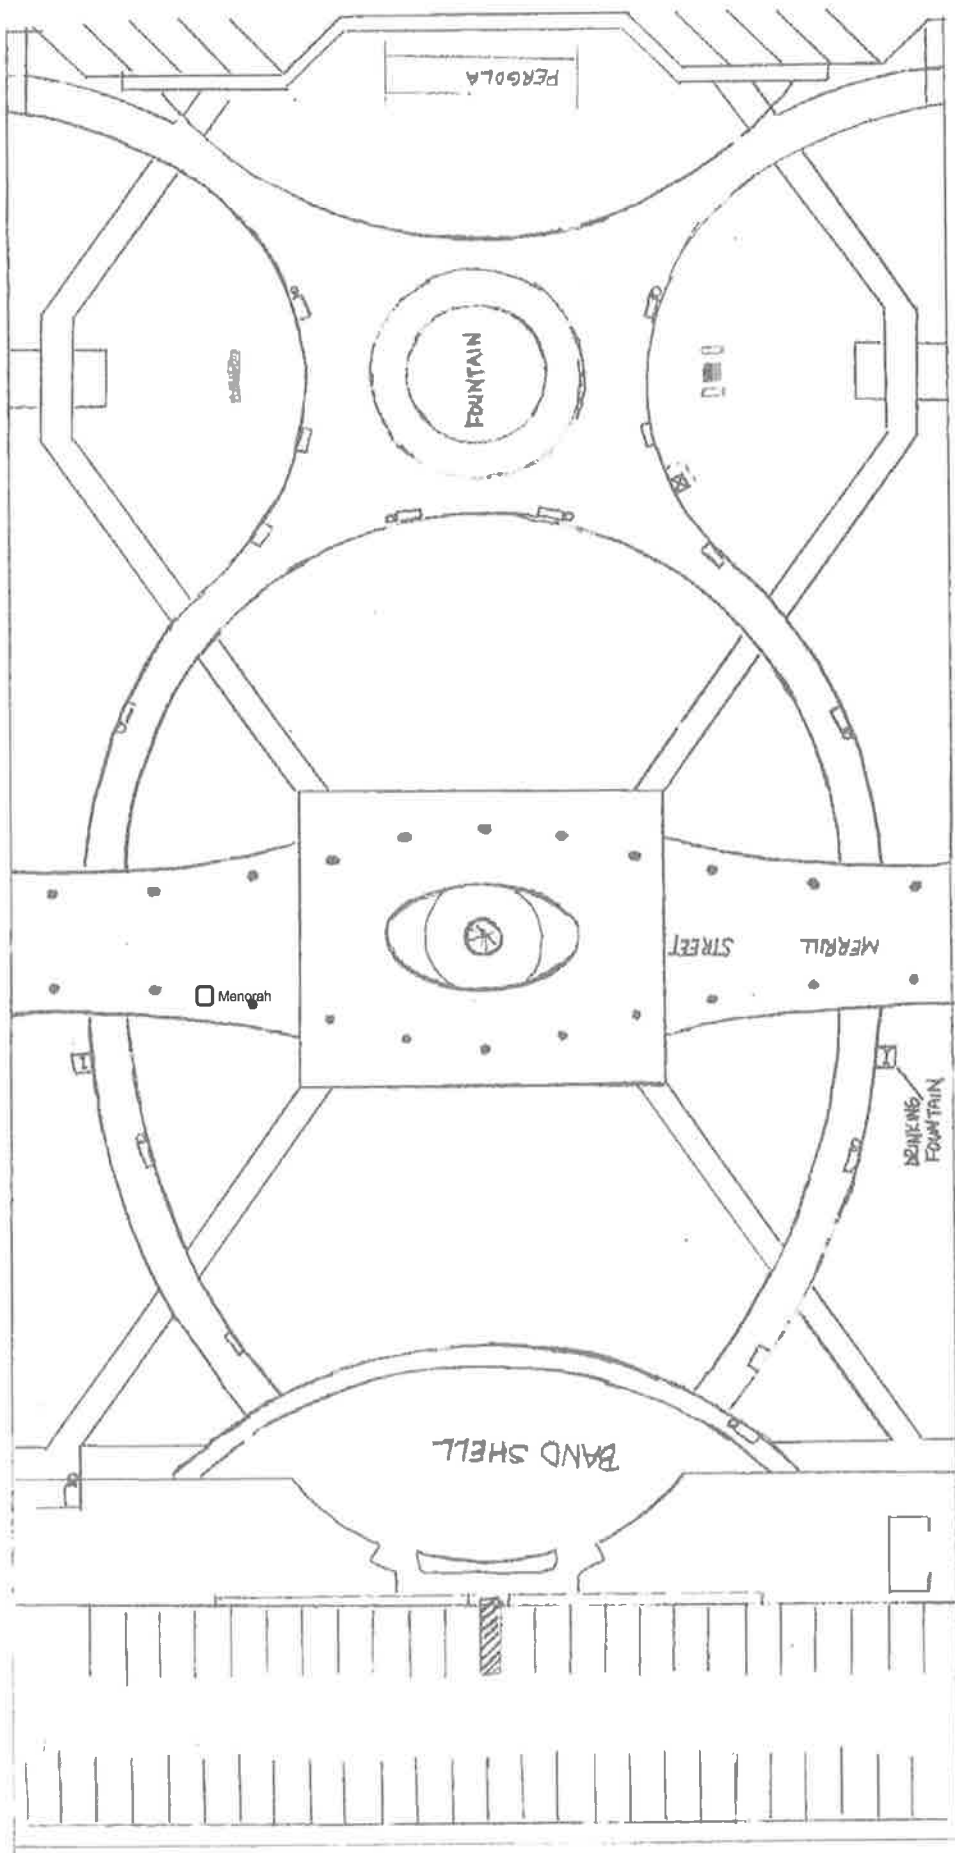 PERGOLA
FOUNTAIN
MERRILL
STREET
Menorah
DRINKING
FOUNTAIN
BAND SHELL